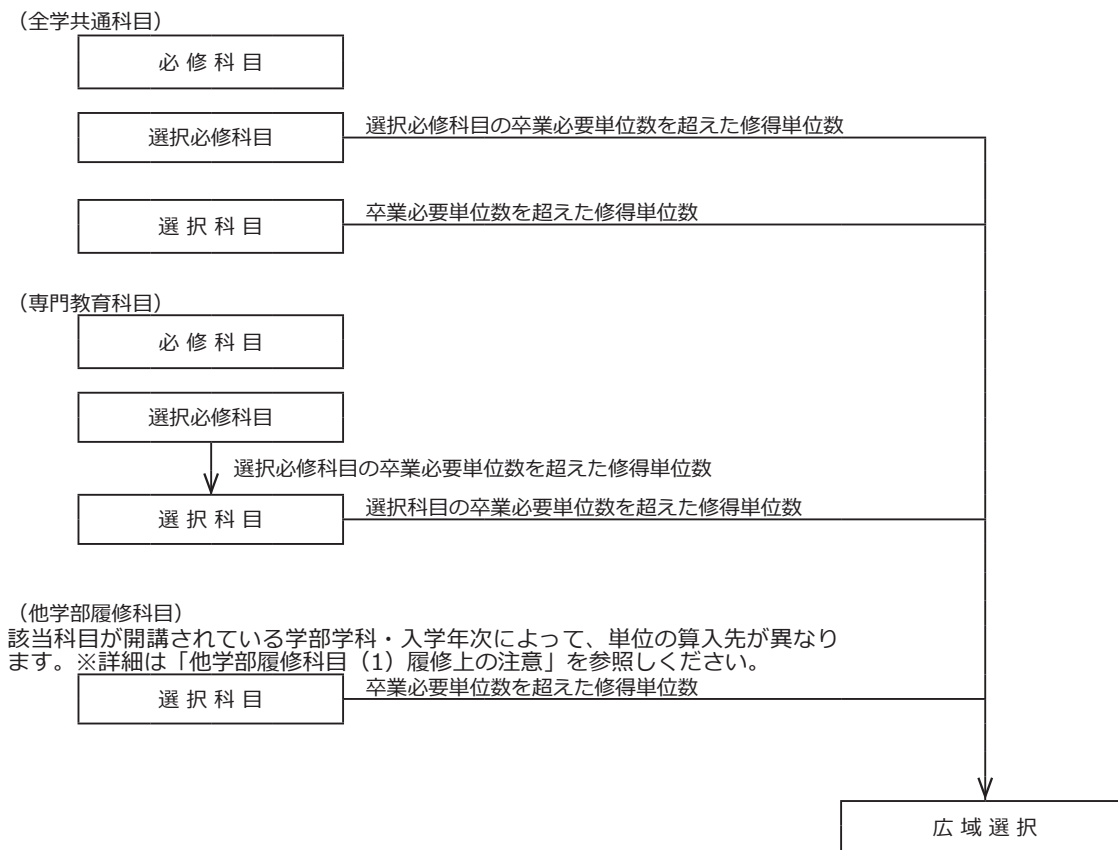 （全学共通科目）
必 修 科 目
選択必修科目
選択必修科目の卒業必要単位数を超えた修得単位数
選 択 科 目
卒業必要単位数を超えた修得単位数
（専門教育科目）
必 修 科 目
選択必修科目
選択必修科目の卒業必要単位数を超えた修得単位数
選 択 科 目
選択科目の卒業必要単位数を超えた修得単位数
（他学部履修科目）
該当科目が開講されている学部学科・入学年次によって、単位の算入先が異なり
ます。※詳細は「他学部履修科目（1）履修上の注意」を参照しください。
選 択 科 目
卒業必要単位数を超えた修得単位数
広 域 選 択